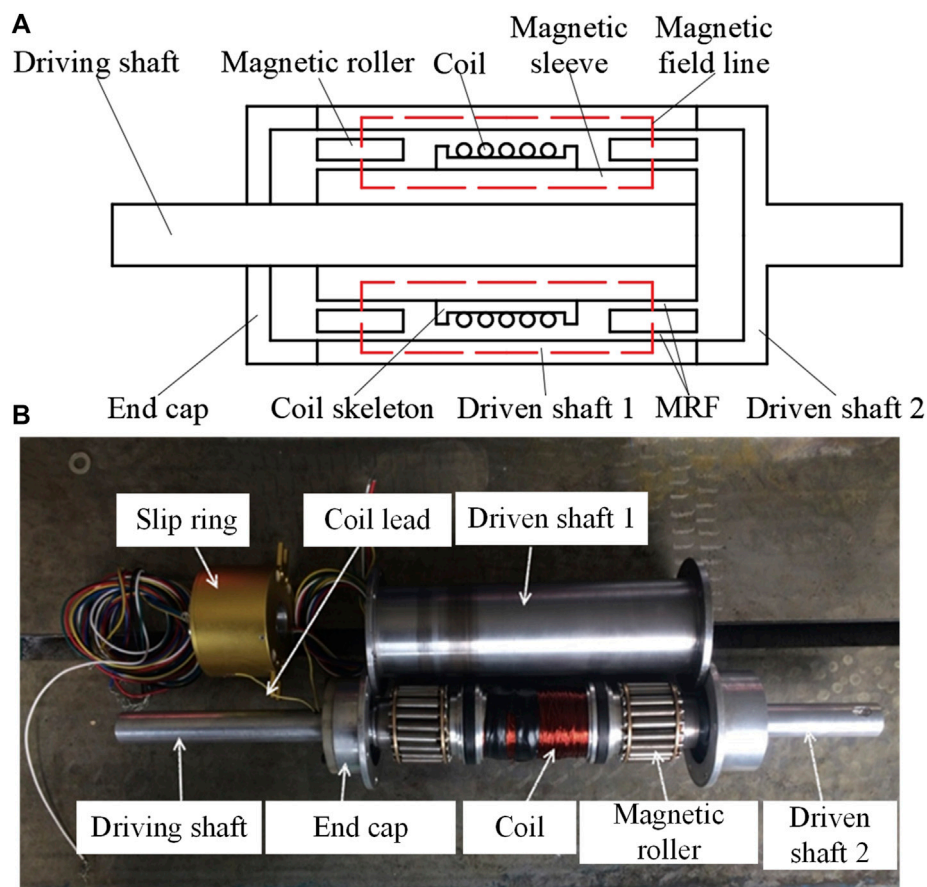 A
Driving shaft
Magnetic roller
Coil
Magnetic
sleeve
Magnetic
field line
End cap
Coil skeleton
Driven shaft 1
MRF
Driven shaft 2
B
Slip ring
Coil lead
Driven shaft 1
Driving shaft
End cap
Coil
Magnetic
roller
Driven
shaft 2